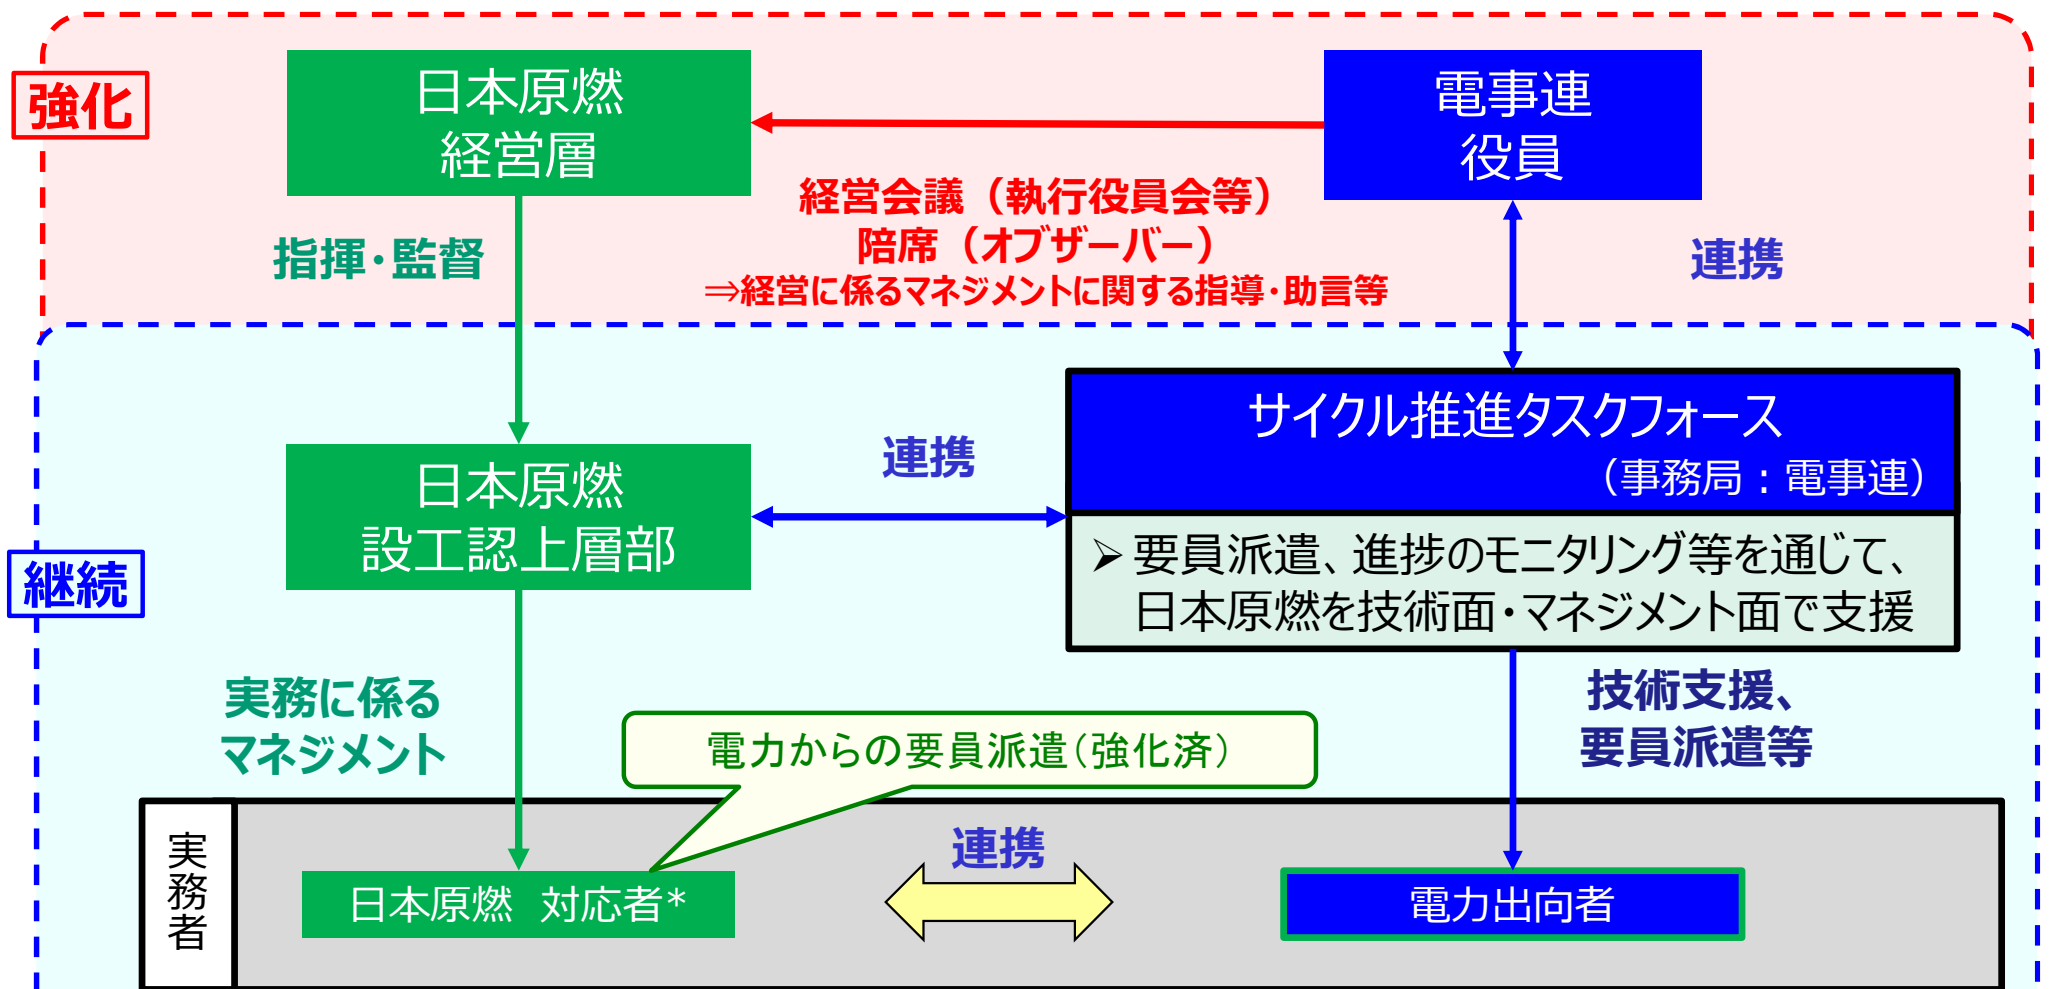 強化
日本原燃
経営層
電事連
役員
経営会議（執行役員会等）
陪席（オブザーバー）
⇒経営に係るマネジメントに関する指導・助言等
指揮・監督
連携
継続
日本原燃
設工認上層部
連携
サイクル推進タスクフォース
（事務局：電事連）
➢要員派遣、進捗のモニタリング等を通じて、
日本原燃を技術面・マネジメント面で支援
実務に係る
マネジメント
技術支援、
要員派遣等
電力からの要員派遣（強化済）
実務者
日本原燃　対応者*
連携
電力出向者